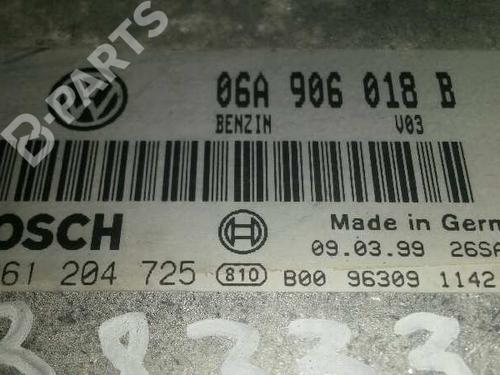 B-PARTS
06A 906 018 B
BENZIN V03
BOSCH
Made in Germ
09.03.99 26SA
261 204 725 810 B00 96309 1142